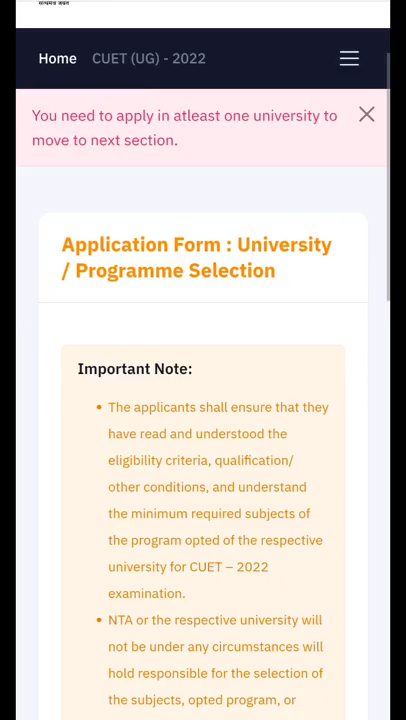 सत्यमेव जयते
Home CUET (UG) - 2022
You need to apply in atleast one university to
move to next section.
Application Form : University
/ Programme Selection
Important Note:
• The applicants shall ensure that they
have read and understood the
eligibility criteria, qualification/
other conditions, and understand
the minimum required subjects of
the program opted of the respective
university for CUET – 2022
examination.
• NTA or the respective university will
not be under any circumstances will
hold responsible for the selection of
the subjects, opted program, or